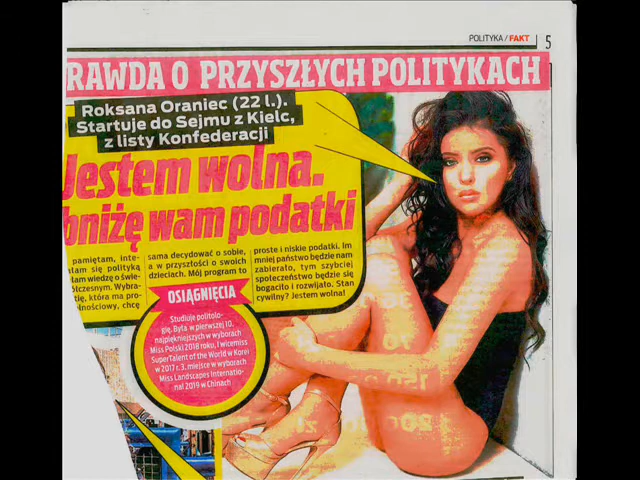 POLITYKA / FAKT 5
RAWDA O PRZYSZŁYCH POLITYKACH
Roksana Oraniec (22 l.).
Startuje do Sejmu z Kielc,
z listy Konfederacji
Jestem wolna.
bniżę wam podatki
pamiętam, inte-
łam się polityką
łam wiedzę o świe-
ółczesnym. Wybra-
tię, która ma pro-
lnościowy, chcę
sama decydować o sobie,
a w przyszłości o swoich
dzieciach. Mój program to
proste i niskie podatki. Im
mniej państwo będzie nam
zabierało, tym szybciej
społeczeństwo będzie się
bogaciło i rozwijało. Stan
cywilny? Jestem wolna!
OSIĄGNIĘCIA
Studiuje politolo-
gię. Była w pierwszej 10.
najpiękniejszych w wyborach
Miss Polski 2018 roku, I wicemiss
SuperTalent of the World w Korei
w 2017 r. 3. miejsce w wyborach
Miss Landscapes Internatio-
nal 2019 w Chinach